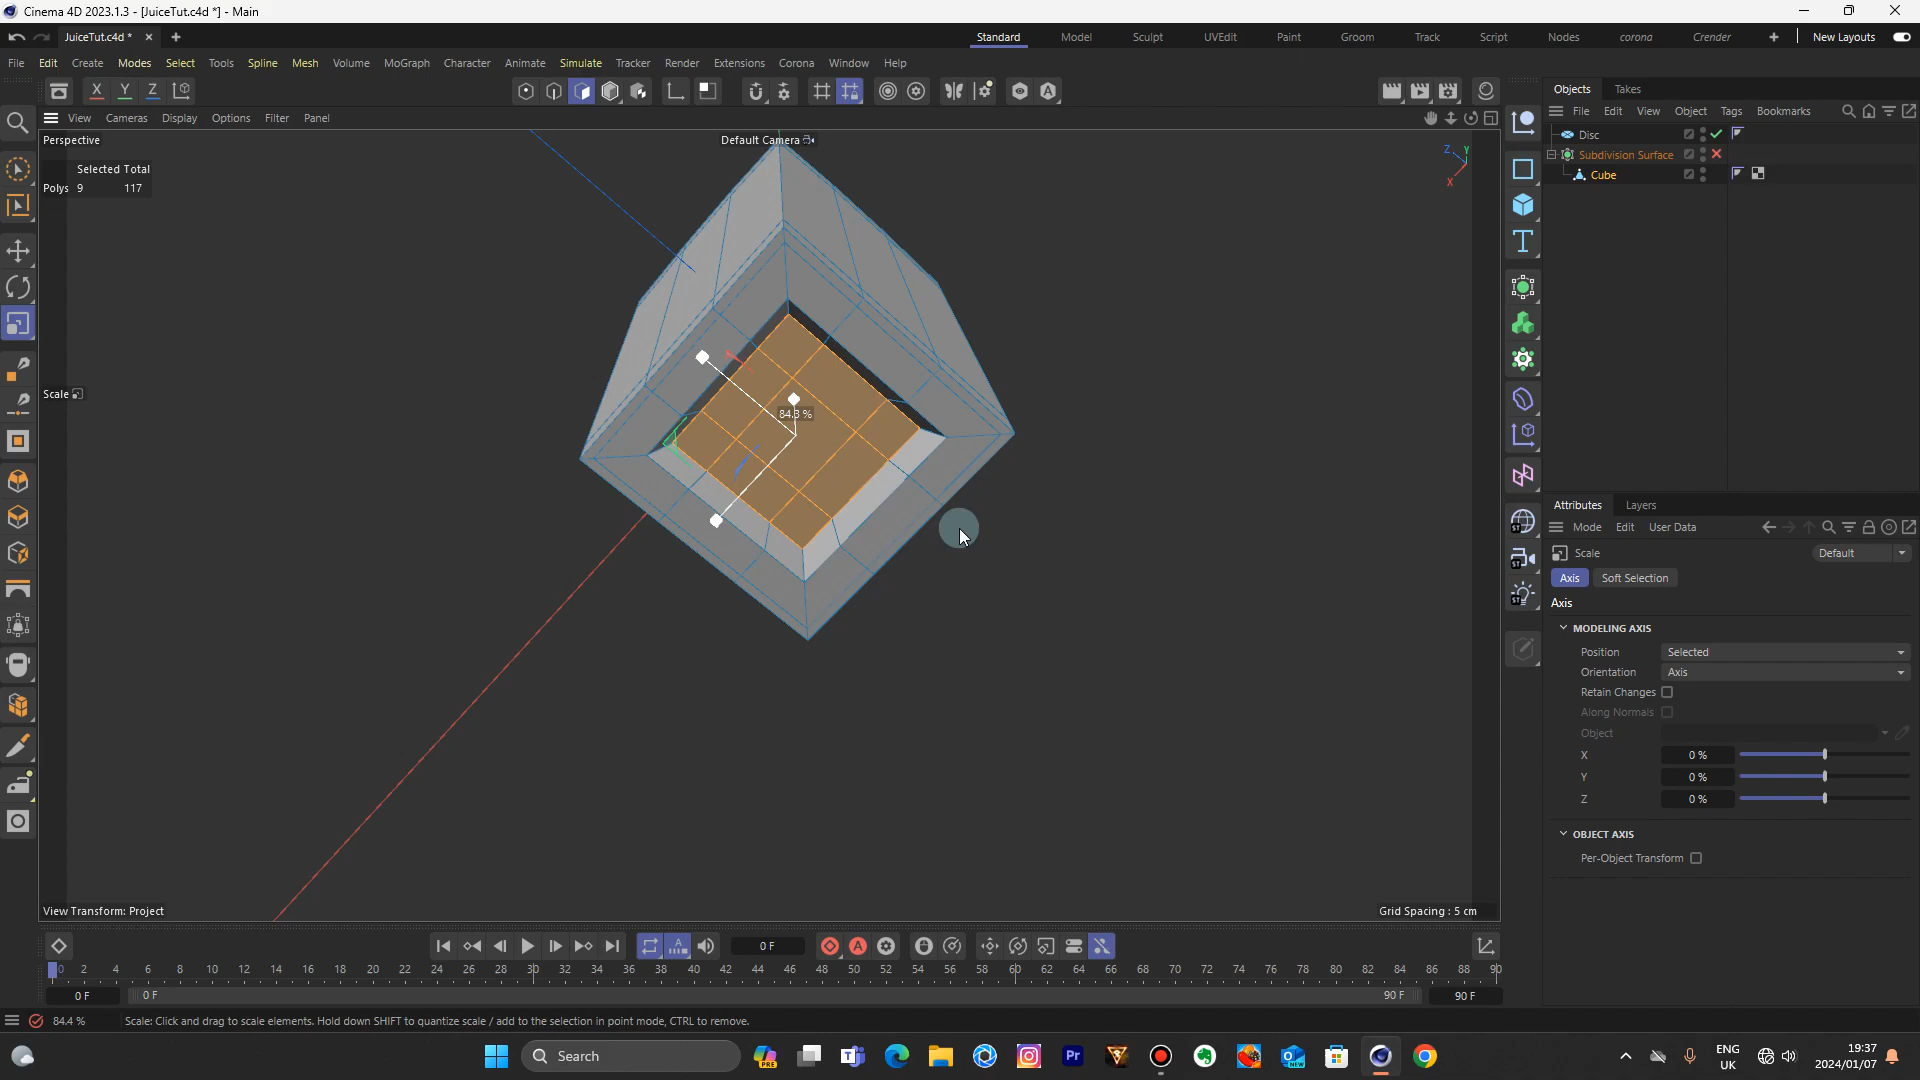 Cinema 4D 2023.1.3 - [JuiceTut.c4d *] - Main
JuiceTut.c4d *
Standard Model Sculpt UVEdit Paint Groom Track Script Nodes corona Crender New Layouts
File Edit Create Modes Select Tools Spline Mesh Volume MoGraph Character Animate Simulate Tracker Render Extensions Corona Window Help
X Y Z
Objects Takes
View Cameras Display Options Filter Panel
File Edit View Object Tags Bookmarks
Perspective
Default Camera
Disc
Subdivision Surface
Cube
Selected Total
Polys 9 117
Z Y
X
84.3 %
Scale
Attributes Layers
Mode Edit User Data
Scale
Default
Axis Soft Selection
Axis
MODELING AXIS
Position Selected
Orientation Axis
Retain Changes
Along Normals
Object
X 0 %
Y 0 %
Z 0 %
OBJECT AXIS
Per-Object Transform
View Transform: Project
Grid Spacing : 5 cm
0 F
0 2 4 6 8 10 12 14 16 18 20 22 24 26 28 30 32 34 36 38 40 42 44 46 48 50 52 54 56 58 60 62 64 66 68 70 72 74 76 78 80 82 84 86 88 90
0 F 0 F 90 F 90 F
84.4 % Scale: Click and drag to scale elements. Hold down SHIFT to quantize scale / add to the selection in point mode, CTRL to remove.
Search
ENG
UK
19:37
2024/01/07